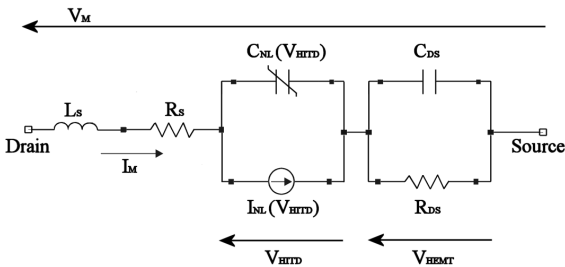 VM
CNL(VHITD)
CDS
LS
RS
Drain
Source
IM
INL(VHITD)
RDS
VHITD
VHEMT